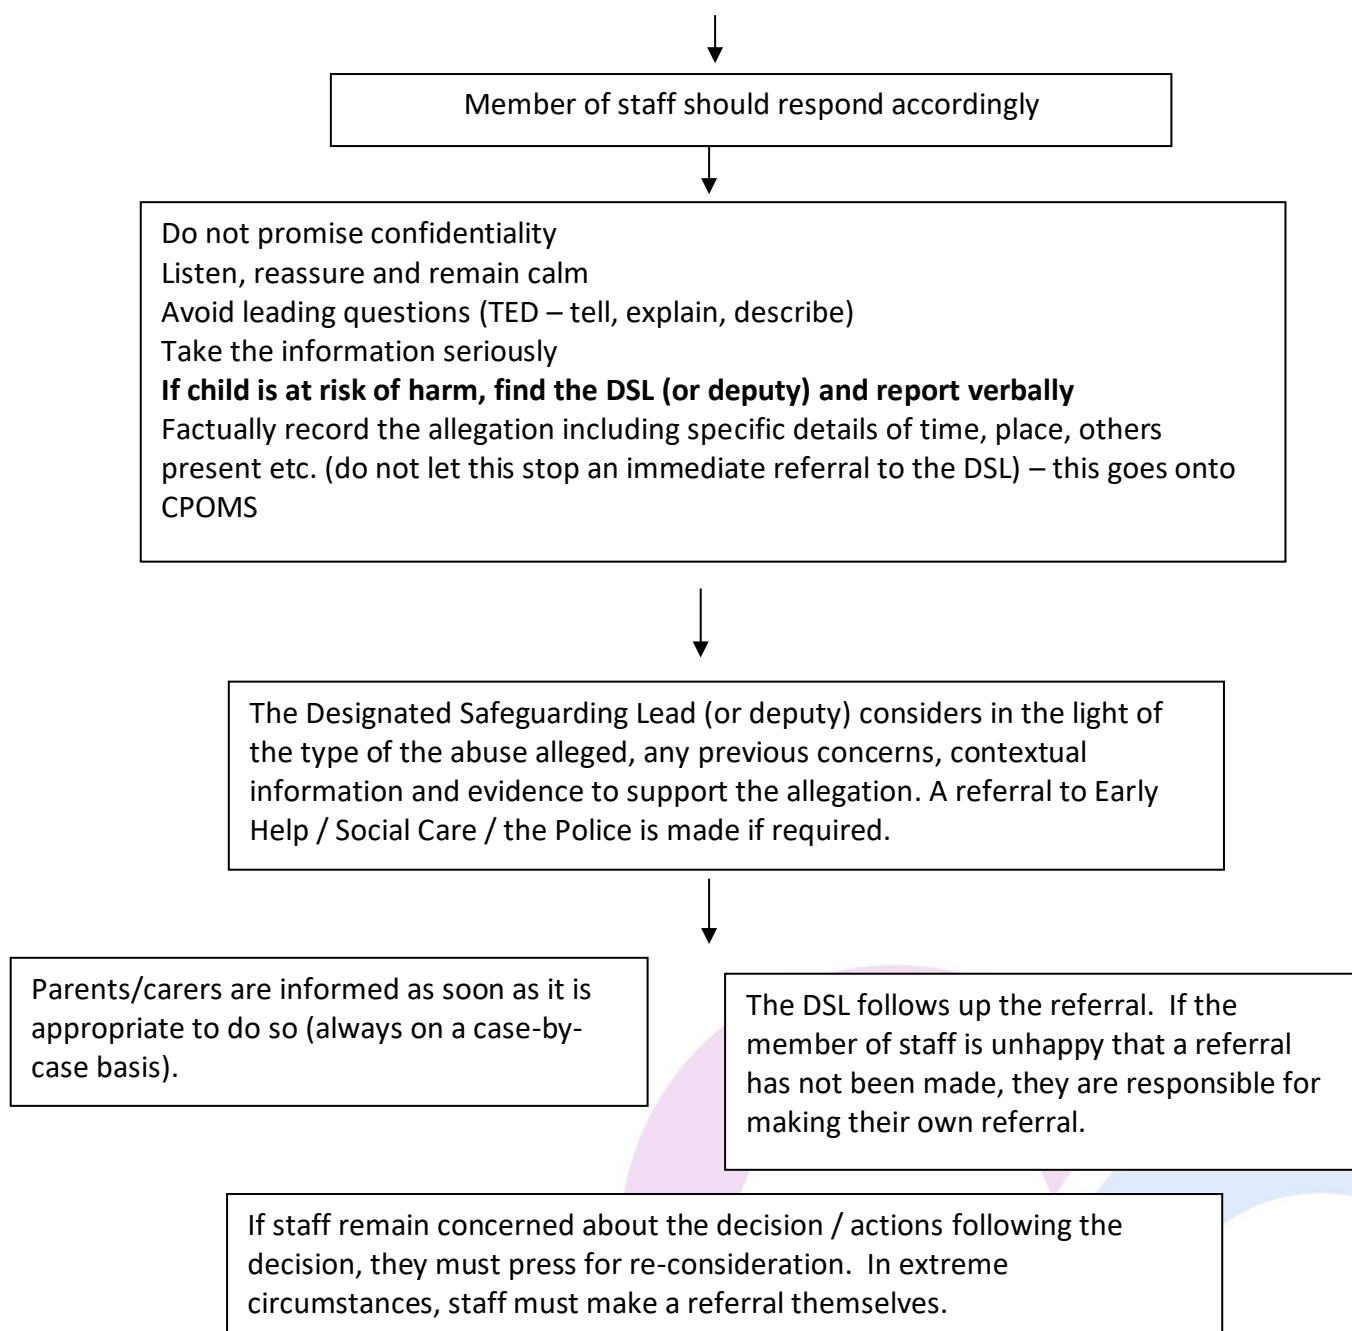 Member of staff should respond accordingly
Do not promise confidentiality
Listen, reassure and remain calm
Avoid leading questions (TED – tell, explain, describe)
Take the information seriously
If child is at risk of harm, find the DSL (or deputy) and report verbally
Factually record the allegation including specific details of time, place, others
present etc. (do not let this stop an immediate referral to the DSL) – this goes onto
CPOMS
The Designated Safeguarding Lead (or deputy) considers in the light of
the type of the abuse alleged, any previous concerns, contextual
information and evidence to support the allegation. A referral to Early
Help / Social Care / the Police is made if required.
Parents/carers are informed as soon as it is
appropriate to do so (always on a case-by-
case basis).
The DSL follows up the referral.  If the
member of staff is unhappy that a referral
has not been made, they are responsible for
making their own referral.
If staff remain concerned about the decision / actions following the
decision, they must press for re-consideration.  In extreme
circumstances, staff must make a referral themselves.